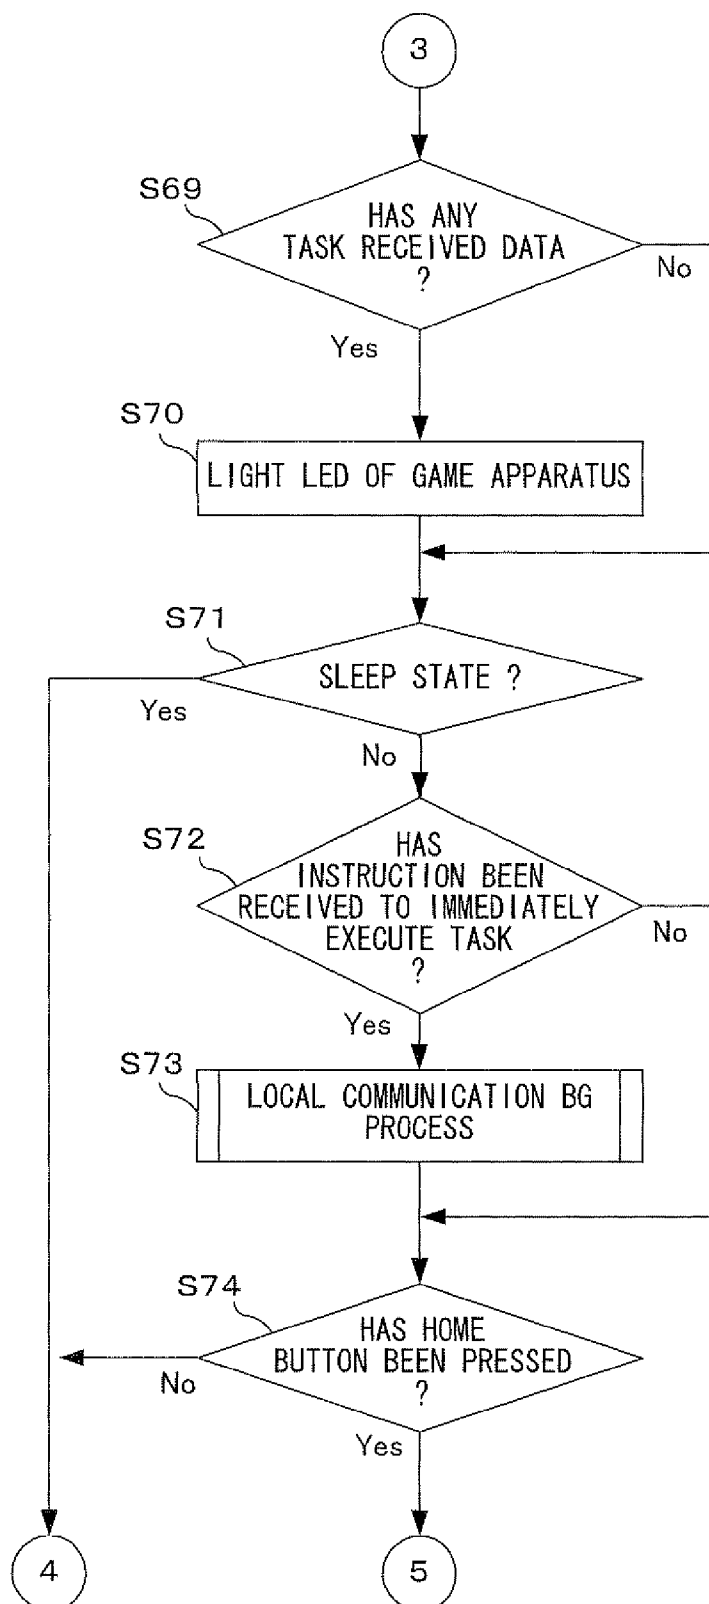 3
S69
HAS ANY
TASK RECEIVED DATA
?
No
Yes
S70
LIGHT LED OF GAME APPARATUS
S71
SLEEP STATE ?
Yes
No
S72
HAS
INSTRUCTION BEEN
RECEIVED TO IMMEDIATELY
EXECUTE TASK
?
No
Yes
S73
LOCAL COMMUNICATION BG
PROCESS
S74
HAS HOME
BUTTON BEEN PRESSED
?
No
Yes
4
5